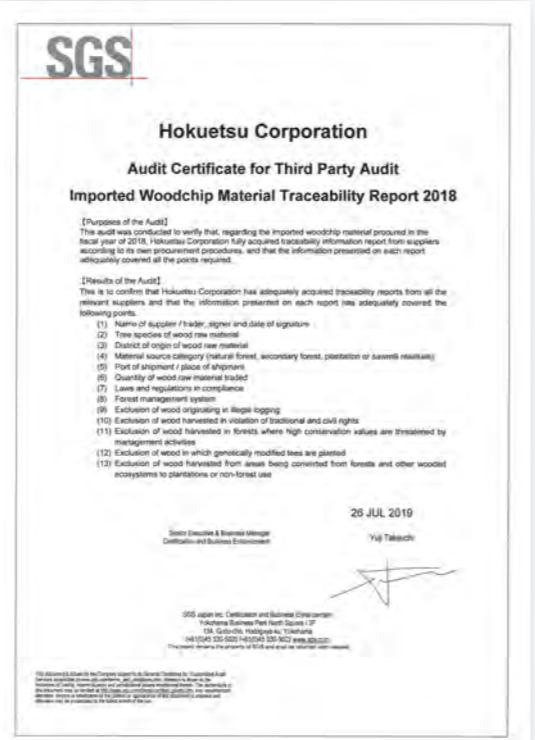 SGS
Hokuetsu Corporation
Audit Certificate for Third Party Audit
Imported Woodchip Material Traceability Report 2018
[Purposes of the Audit]
This audit was conducted to verify that, regarding the imported woodchip material procured in the
fiscal year of 2018, Hokuetsu Corporation fully acquired traceability information report from suppliers
according to its own procurement procedures, and that the information presented on each report
adequately covered all the points required.
[Results of the Audit]
This is to confirm that Hokuetsu Corporation has adequately acquired traceability reports from all the
relevant suppliers and that the information presented on each report has adequately covered the
following points.
(1) Name of supplier / trader, signer and date of signature
(2) Tree species of wood raw material
(3) District of origin of wood raw material
(4) Material source category (natural forest, secondary forest, plantation or sawmill residuals)
(5) Port of shipment / place of shipment
(6) Quantity of wood raw material traded
(7) Laws and regulations in compliance
(8) Forest management system
(9) Exclusion of wood originating in illegal logging
(10) Exclusion of wood harvested in violation of traditional and civil rights
(11) Exclusion of wood harvested in forests where high conservation values are threatened by
management activities
(12) Exclusion of wood in which genetically modified trees are planted
(13) Exclusion of wood harvested from areas being converted from forests and other wooded
ecosystems to plantations or non-forest use
26 JUL 2019
Senior Executive & Business Manager
Certification and Business Enhancement
Yuji Takeuchi
SGS Japan Inc. Certification and Business Enhancement
Yokohama Business Park North Square I 3F
134, Godo-cho, Hodogaya-ku, Yokohama